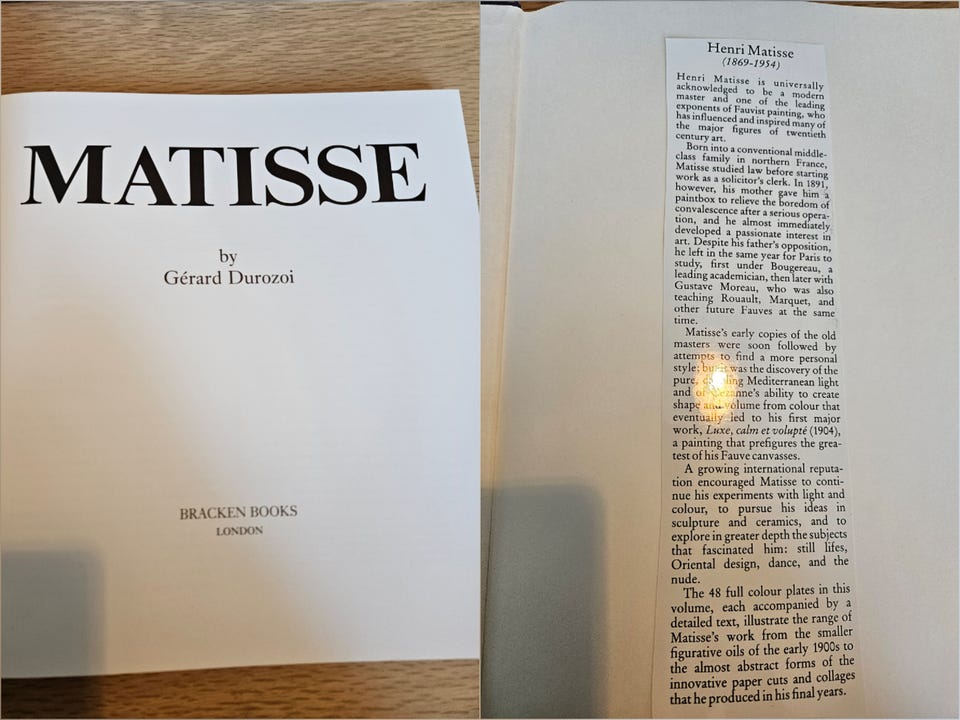 MATISSE
by
Gérard Durozoi
BRACKEN BOOKS
LONDON
Henri Matisse
(1869-1954)
Henri Matisse is universally
acknowledged to be a modern
master and one of the leading
exponents of Fauvist painting, who
has influenced and inspired many of
the major figures of twentieth
century art.
Born into a conventional middle-
class family in northern France,
Matisse studied law before starting
work as a solicitor's clerk. In 1891,
however, his mother gave him a
paintbox to relieve the boredom of
convalescence after a serious opera-
tion, and he almost immediately
developed a passionate interest in
art. Despite his father's opposition,
he left in the same year for Paris to
study, first under Bougereau, a
leading academician, then later with
Gustave Moreau, who was also
teaching Rouault, Marquet, and
other future Fauves at the same
time.
Matisse's early copies of the old
masters were soon followed by
attempts to find a more personal
style; but it was the discovery of the
pure, Mediterranean light
and of Cezanne's ability to create
shape and volume from colour that
eventually led to his first major
work, Luxe, calm et volupté (1904),
a painting that prefigures the grea-
test of his Fauve canvasses.
A growing international reputa-
tion encouraged Matisse to conti-
nue his experiments with light and
colour, to pursue his ideas in
sculpture and ceramics, and to
explore in greater depth the subjects
that fascinated him: still lifes,
Oriental design, dance, and the
nude.
The 48 full colour plates in this
volume, each accompanied by a
detailed text, illustrate the range of
Matisse's work from the smaller
figurative oils of the early 1900s to
the almost abstract forms of the
innovative paper cuts and collages
that he produced in his final years.